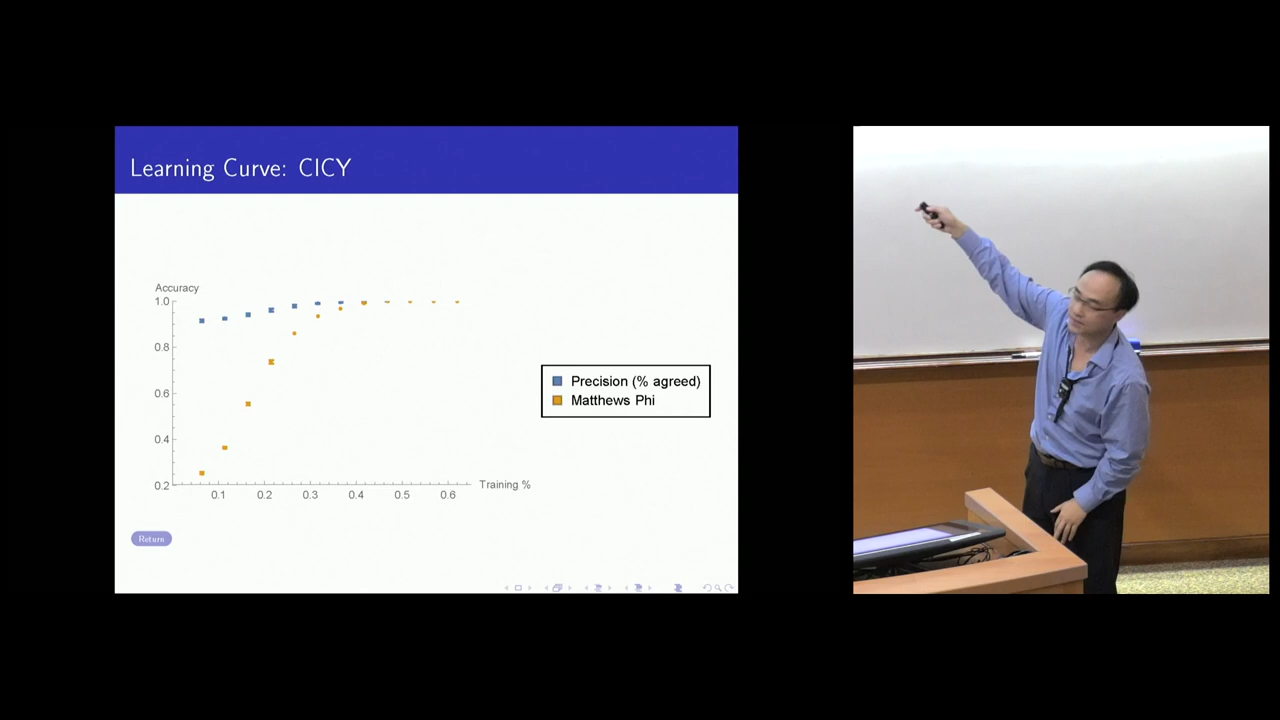 Learning Curve: CICY
Accuracy
1.0
0.8
0.6
0.4
0.2
0.1 0.2 0.3 0.4 0.5 0.6
Training %
Precision (% agreed)
Matthews Phi
Return